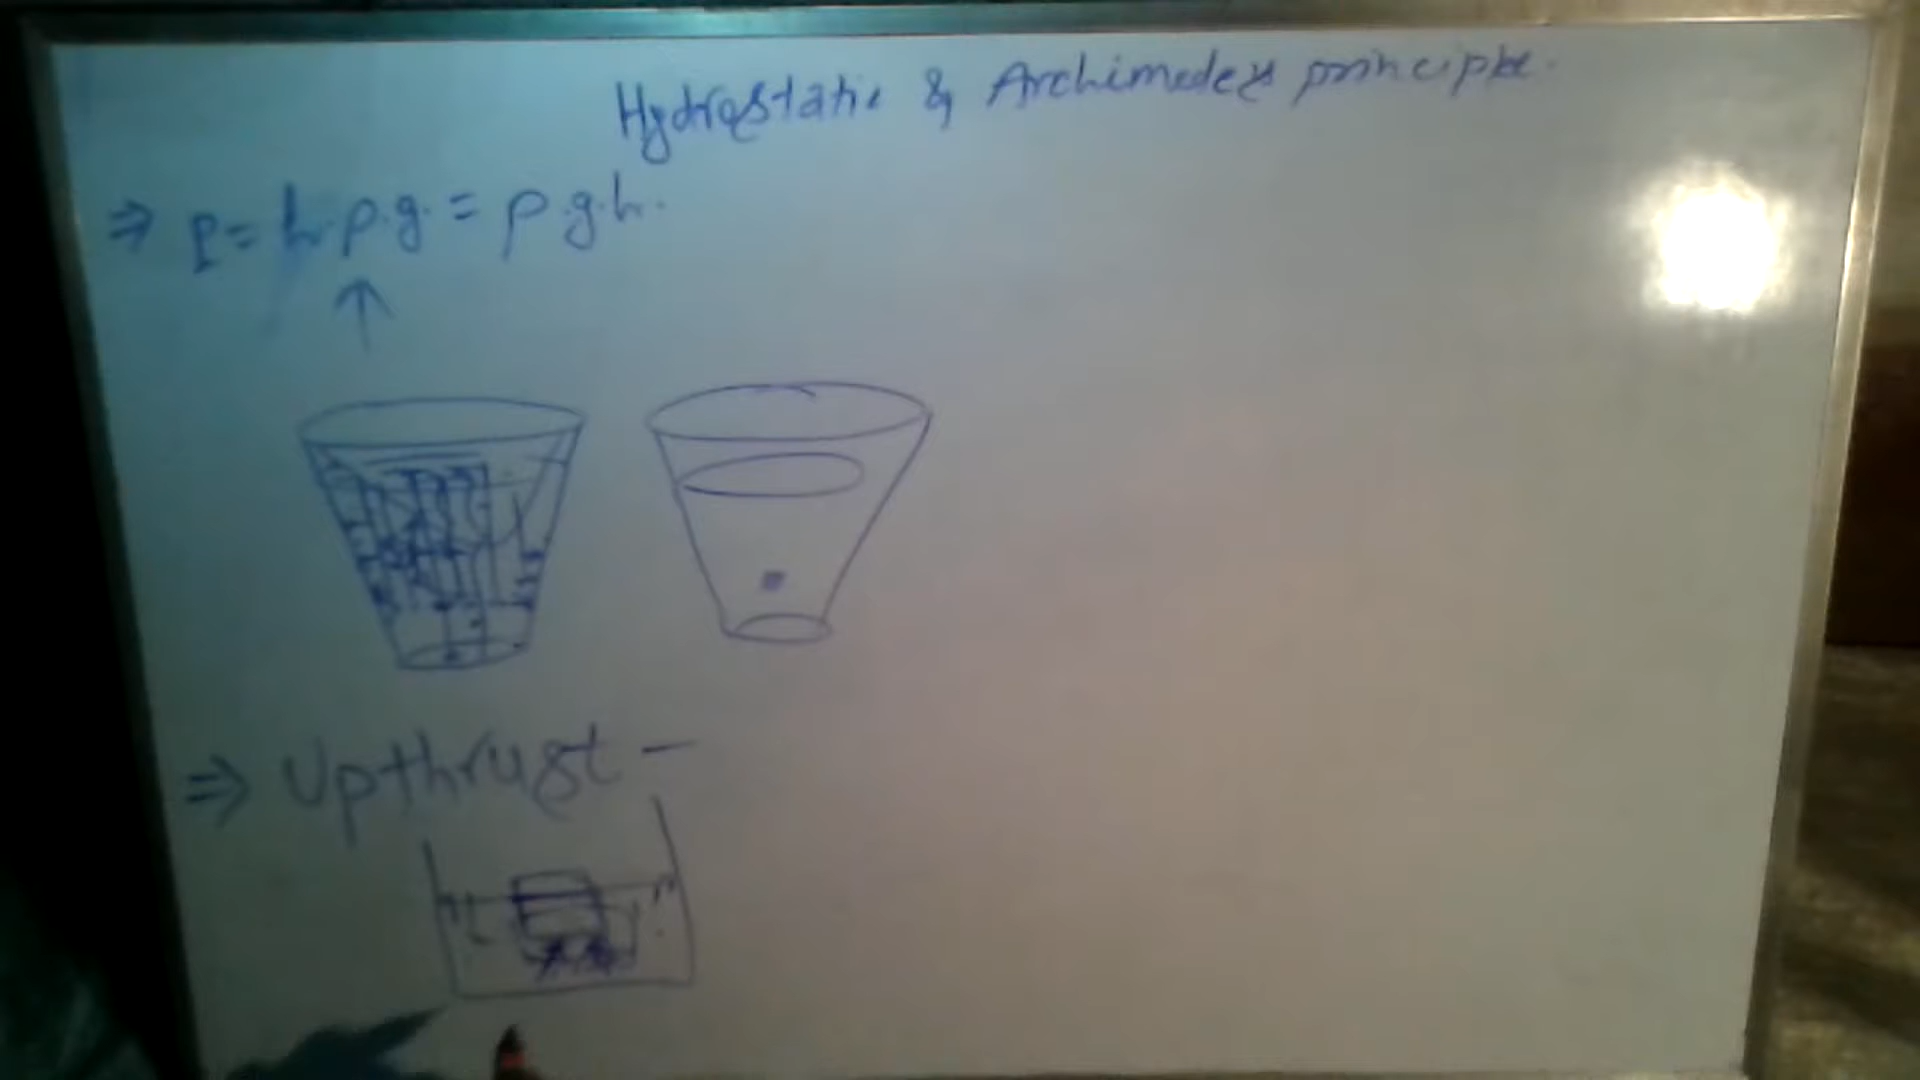 Hydrostatic & Archimedes principle.
⇒ P = h.ρ.g. = ρ.g.h.
↑
⇒ Upthrust –